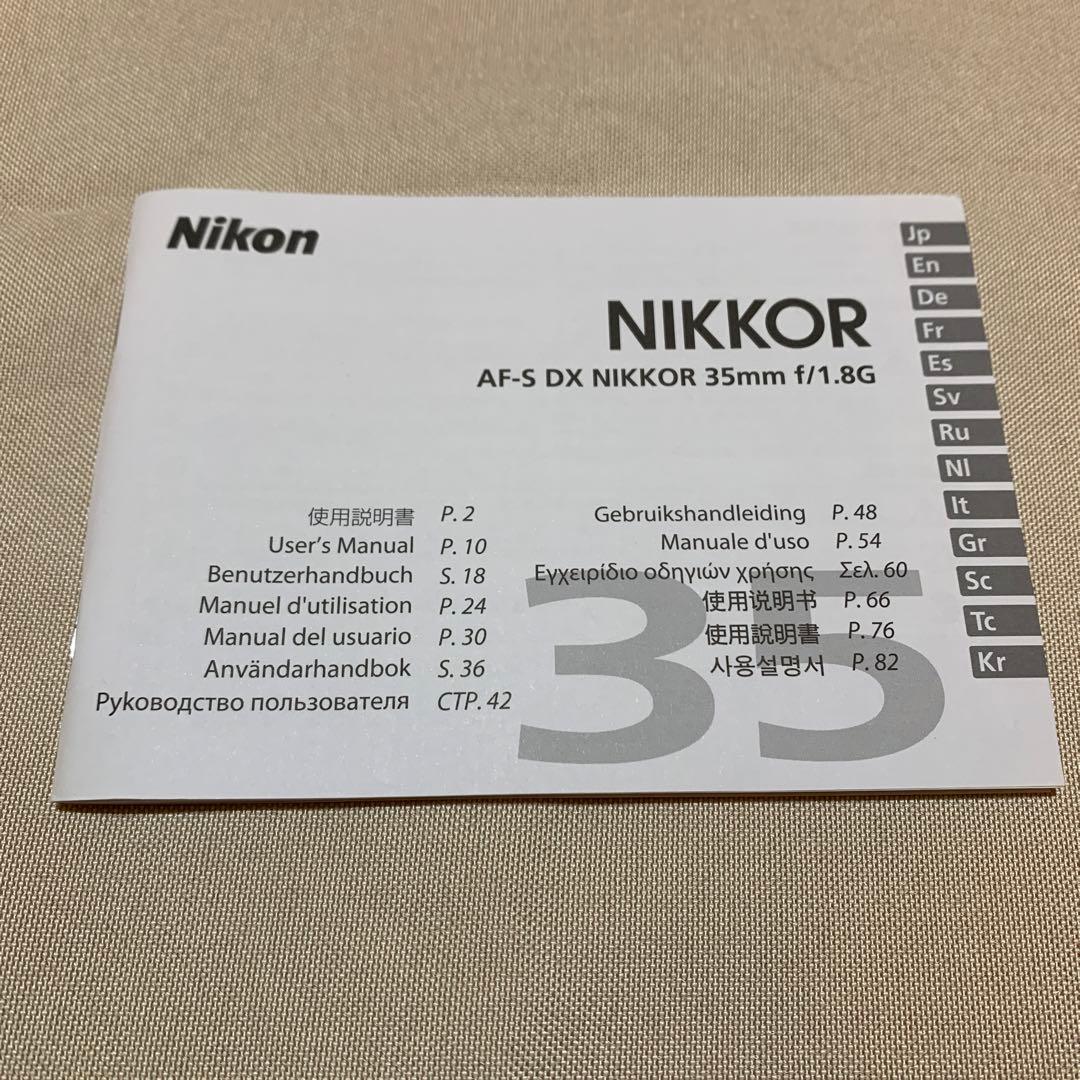 Nikon
NIKKOR
AF-S DX NIKKOR 35mm f/1.8G
使用説明書 P. 2
User's Manual P. 10
Benutzerhandbuch S. 18
Manuel d'utilisation P. 24
Manual del usuario P. 30
Användarhandbok S. 36
Руководство пользователя CTP. 42
Gebruikshandleiding P. 48
Manuale d'uso P. 54
Εγχειρίδιο οδηγιών χρήσης Σελ. 60
使用说明书 P. 66
使用說明書 P. 76
사용설명서 P. 82
35
Jp
En
De
Fr
Es
Sv
Ru
Nl
It
Gr
Sc
Tc
Kr